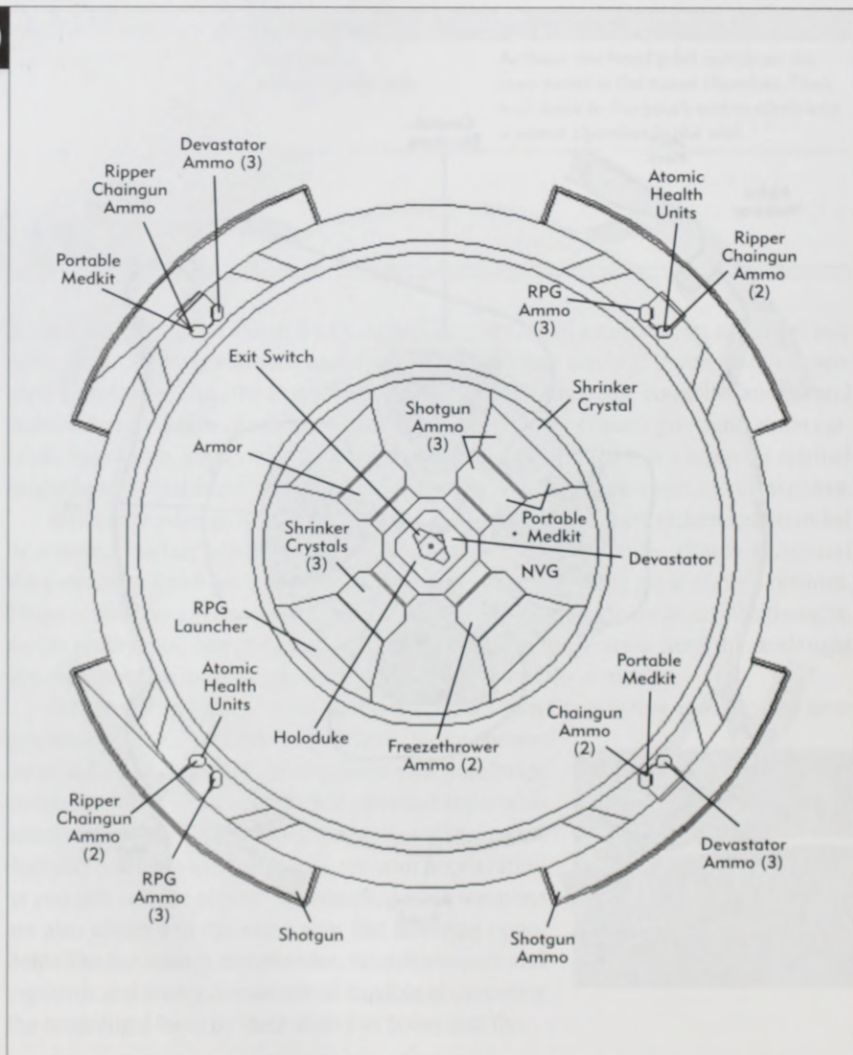 Devastator
Ammo (3)
Ripper
Chaingun
Ammo
Portable
Medkit
Atomic
Health
Units
Ripper
Chaingun
Ammo
(2)
RPG
Ammo
(3)
Exit Switch
Shotgun
Ammo
(3)
Shrinker
Crystal
Armor
Shrinker
Crystals
(3)
Portable
Medkit
NVG
Devastator
RPG
Launcher
Atomic
Health
Units
Holoduke
Freezethrower
Ammo (2)
Portable
Medkit
Chaingun
Ammo
(2)
Ripper
Chaingun
Ammo
(2)
RPG
Ammo
(3)
Devastator
Ammo (3)
Shotgun
Shotgun
Ammo